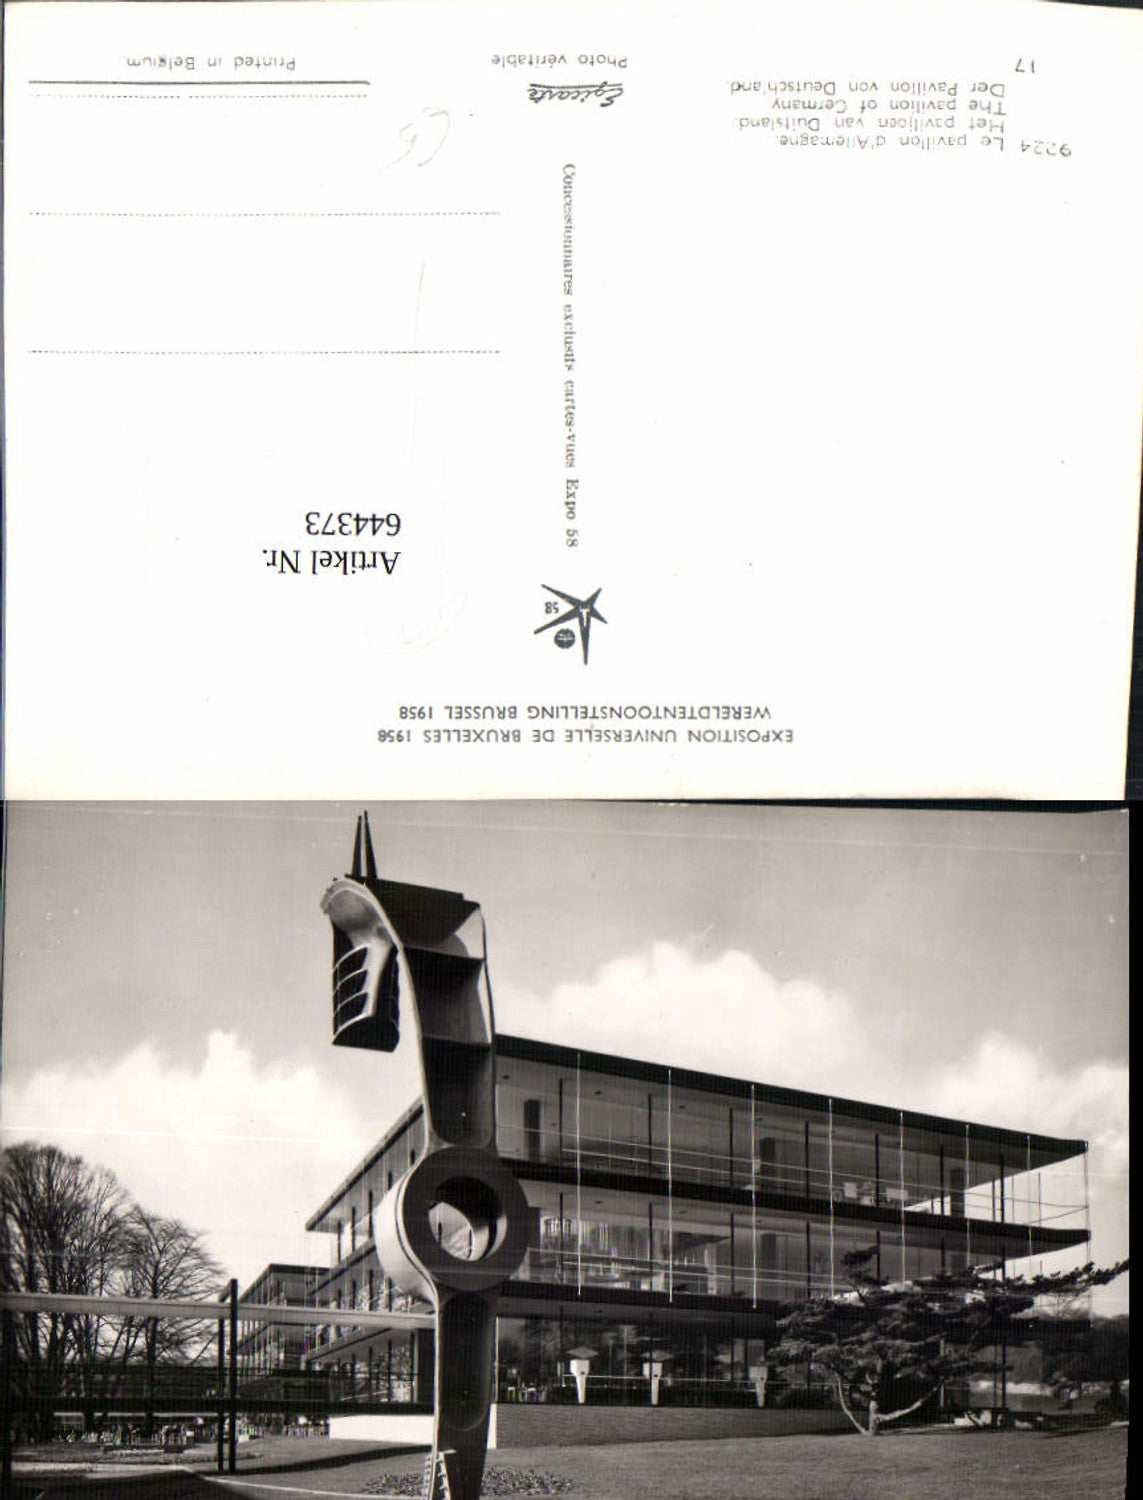 EXPOSITION UNIVERSELLE DE BRUXELLES 1958
WERELDTENTOONSTELLING BRUSSEL 1958
58
Artikel Nr.
644373
Concessionnaires exclusifs cartes-vues Expo 58
9224 Le pavillon d'Allemagne.
Het paviljoen van Duitsland.
The pavilion of Germany.
Der Pavillon von Deutschland.
17
Egicarte
Photo véritable
Printed in Belgium.